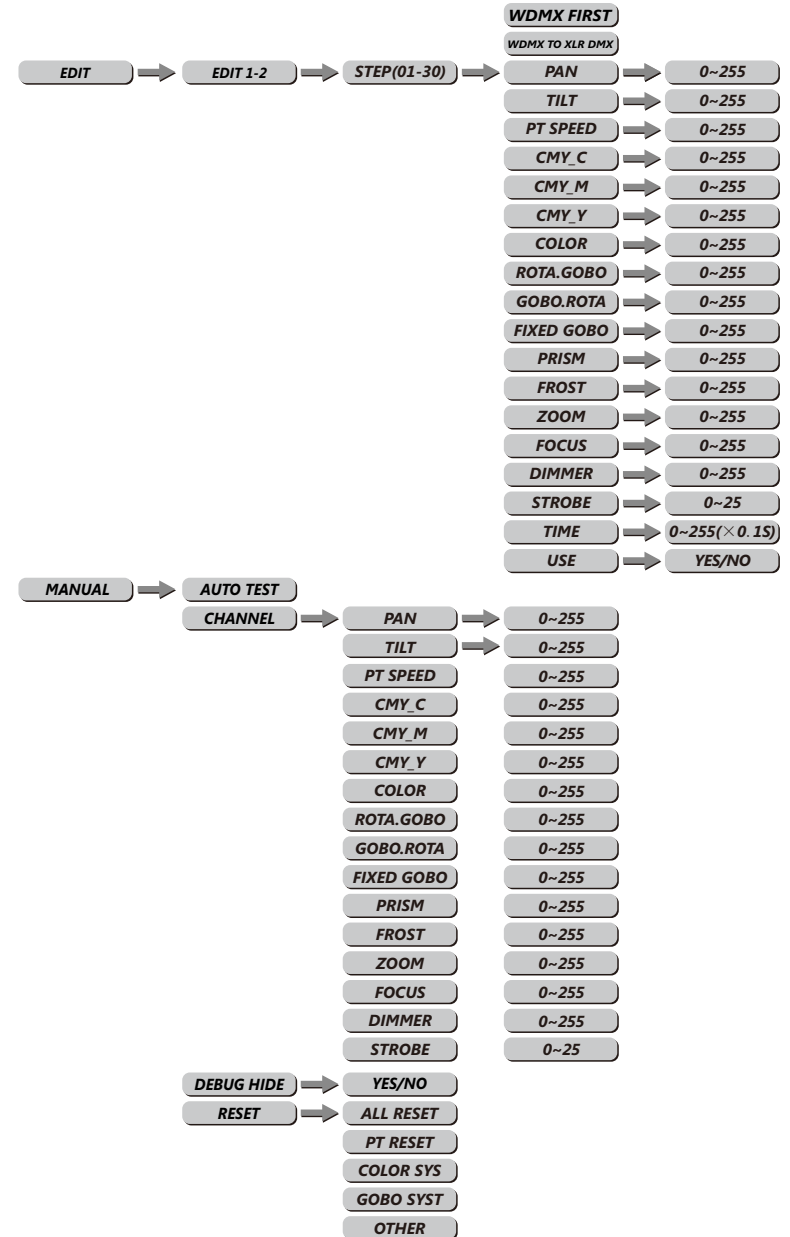 WDMX FIRST
WDMX TO XLR DMX
EDIT EDIT 1-2 STEP(01-30) PAN 0~255
TILT 0~255
PT SPEED 0~255
CMY_C 0~255
CMY_M 0~255
CMY_Y 0~255
COLOR 0~255
ROTA.GOBO 0~255
GOBO.ROTA 0~255
FIXED GOBO 0~255
PRISM 0~255
FROST 0~255
ZOOM 0~255
FOCUS 0~255
DIMMER 0~255
STROBE 0~25
TIME 0~255(×0.1S)
USE YES/NO
MANUAL AUTO TEST
CHANNEL PAN 0~255
TILT 0~255
PT SPEED 0~255
CMY_C 0~255
CMY_M 0~255
CMY_Y 0~255
COLOR 0~255
ROTA.GOBO 0~255
GOBO.ROTA 0~255
FIXED GOBO 0~255
PRISM 0~255
FROST 0~255
ZOOM 0~255
FOCUS 0~255
DIMMER 0~255
STROBE 0~25
DEBUG HIDE YES/NO
RESET ALL RESET
PT RESET
COLOR SYS
GOBO SYST
OTHER